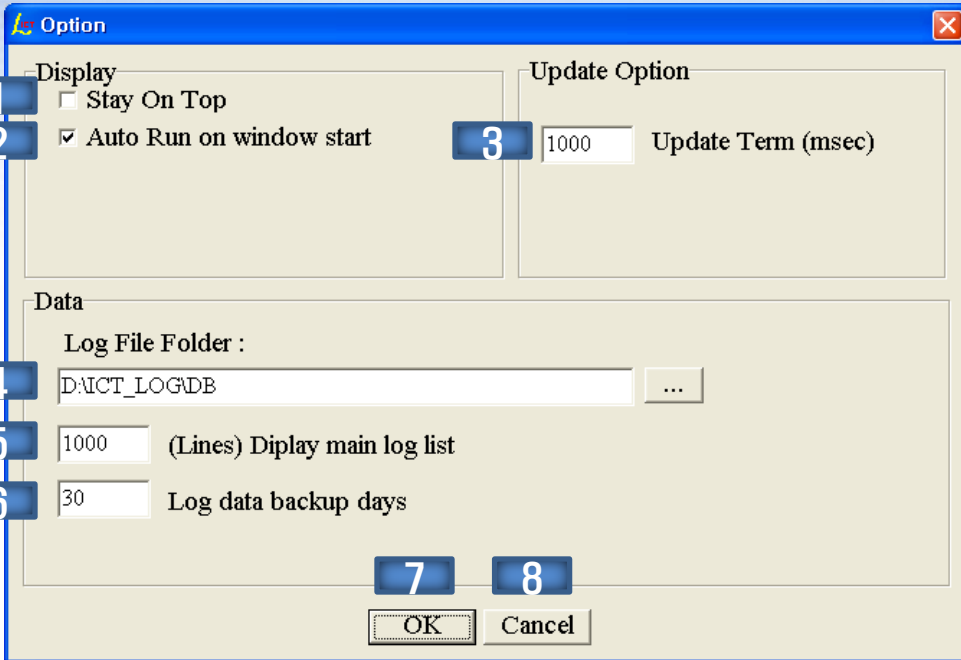 Option
Display
1
Stay On Top
2
Auto Run on window start
Update Option
3
1000
Update Term (msec)
Data
Log File Folder :
4
D:\ICT_LOG\DB
...
5
1000
(Lines) Diplay main log list
6
30
Log data backup days
7
8
OK
Cancel